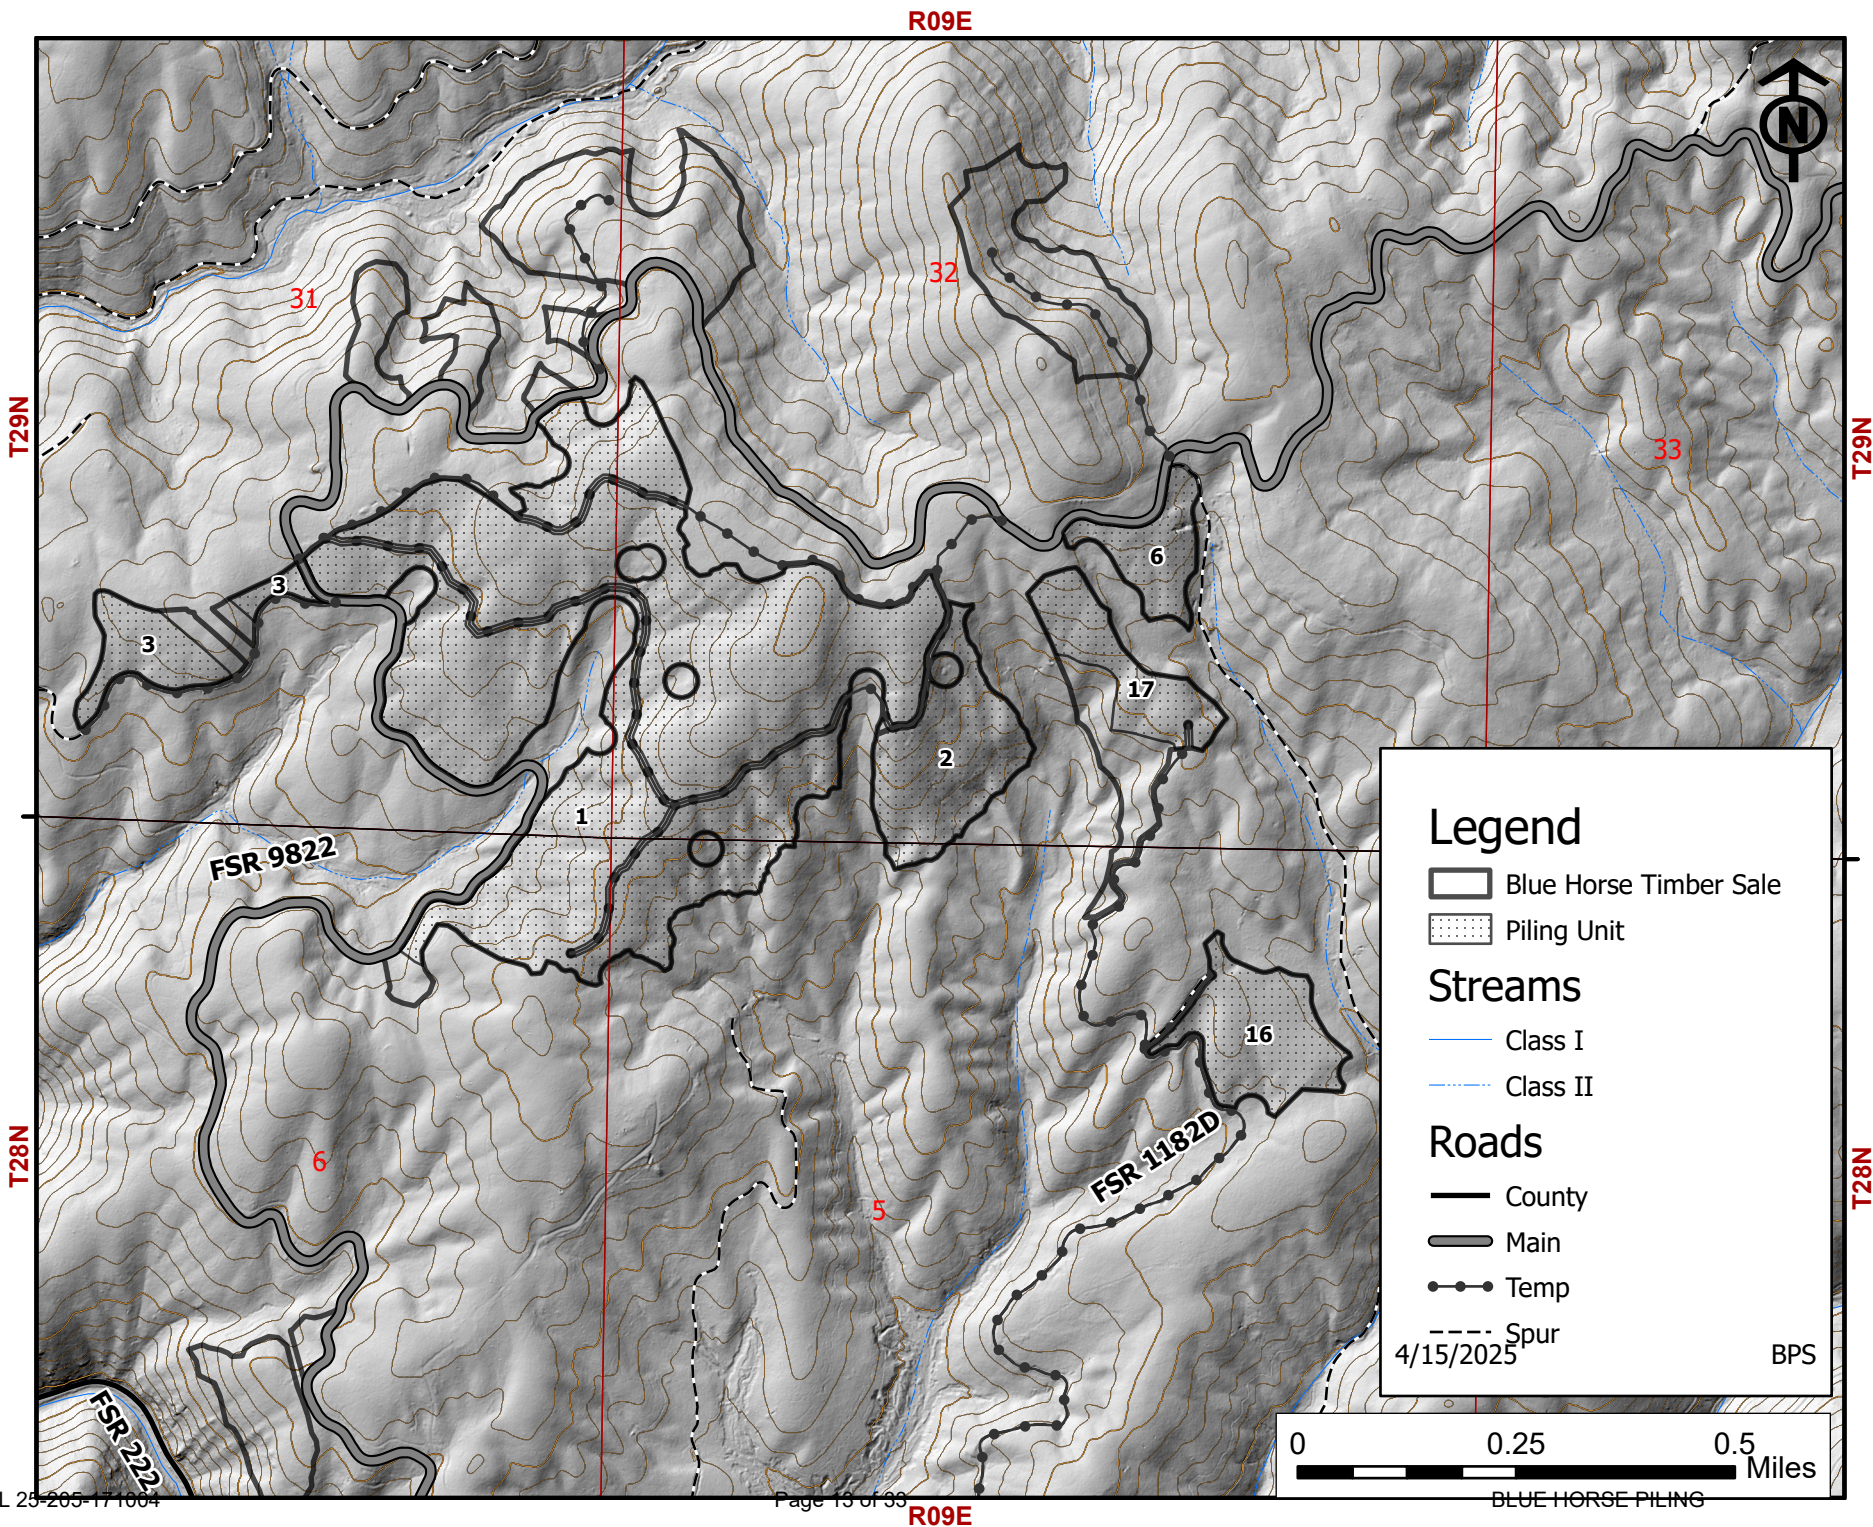 R09E
N
31
32
T29N
T29N
33
6
3
3
17
2
1
FSR 9822
16
T28N
T28N
6
FSR 1182D
5
FSR 222
Legend
Blue Horse Timber Sale
Piling Unit
Streams
Class I
Class II
Roads
County
Main
Temp
Spur
4/15/2025 BPS
0 0.25 0.5
Miles
L 25-205-171004 Page 13 of 33 BLUE HORSE PILING
R09E